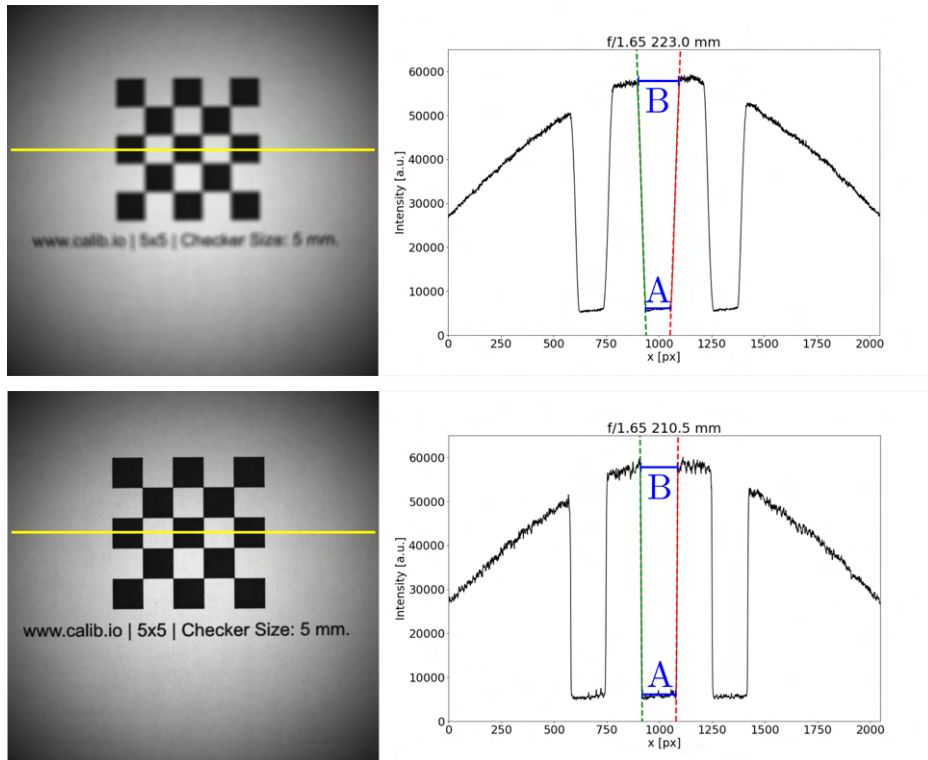 f/1.65 223.0 mm
60000
50000
40000
30000
20000
10000
0
Intensity [a.u.]
B
A
0 250 500 750 1000 1250 1500 1750 2000
x [px]
www.calib.io | 5x5 | Checker Size: 5 mm.
f/1.65 210.5 mm
60000
50000
40000
30000
20000
10000
0
Intensity [a.u.]
B
A
0 250 500 750 1000 1250 1500 1750 2000
x [px]
www.calib.io | 5x5 | Checker Size: 5 mm.